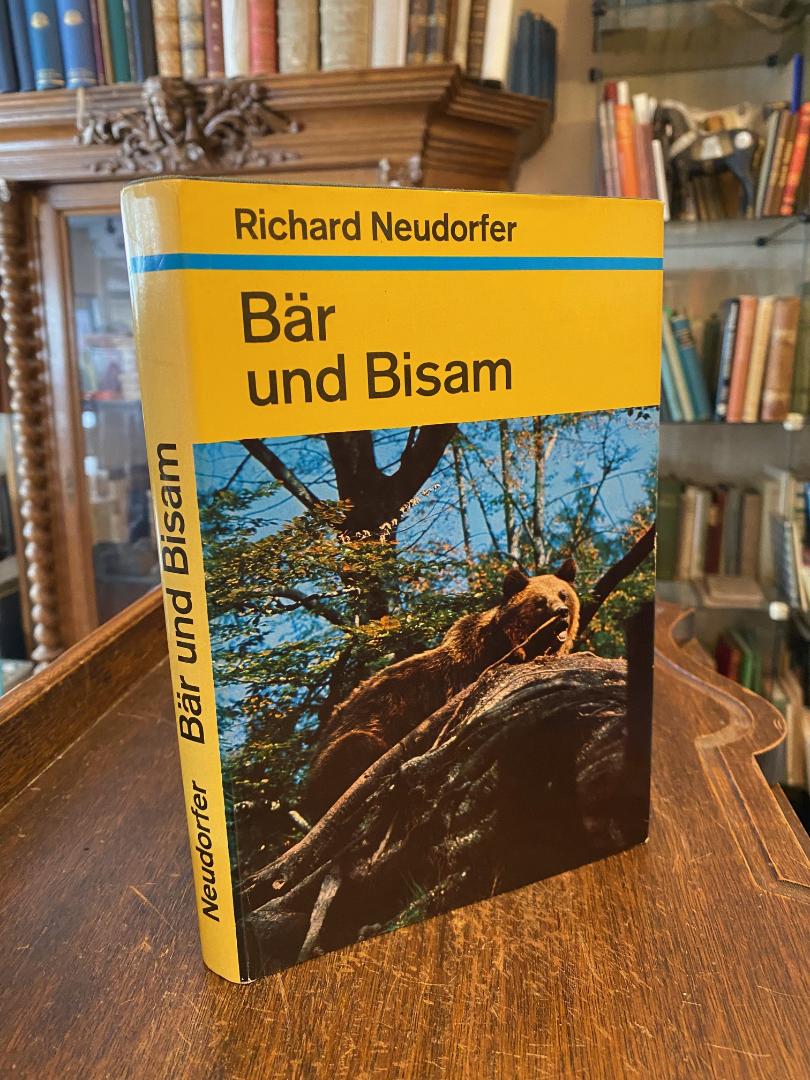 Richard Neudorfer
Bär
und Bisam
Neudorfer Bär und Bisam